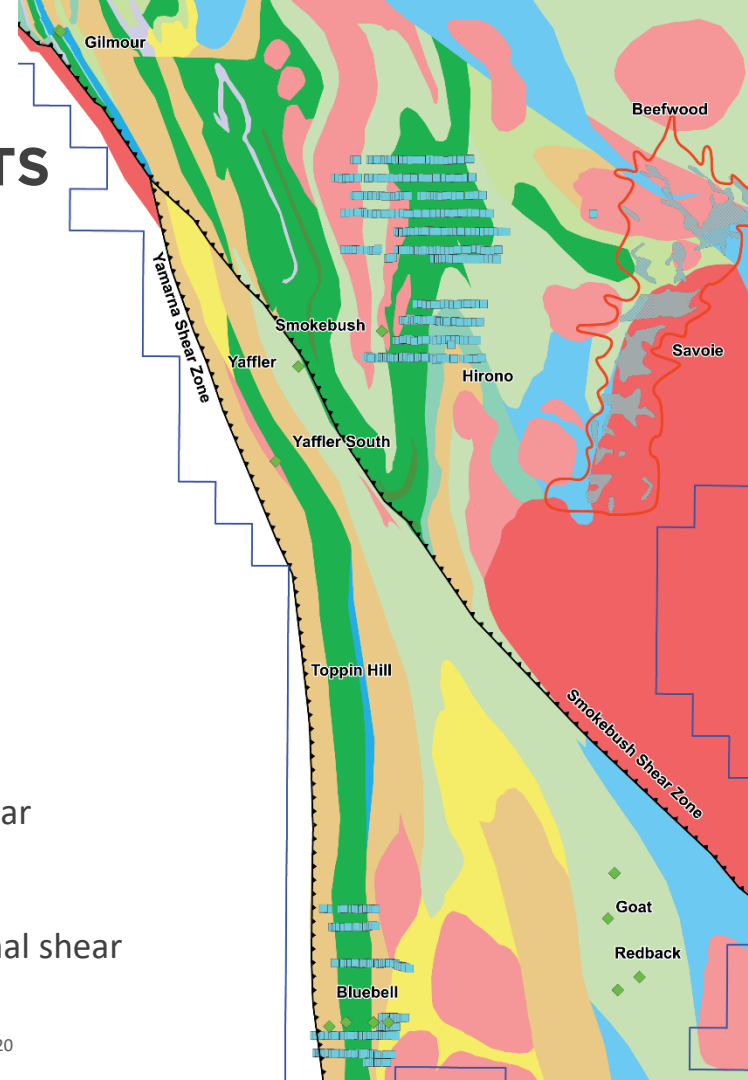 Gilmour
Beefwood
TS
Yamarna Shear Zone
Smokebush
Savoie
Yaffler
Hirono
Yaffler South
Toppin Hill
Smokebush Shear Zone
ar
Goat
nal shear
Redback
Bluebell
20